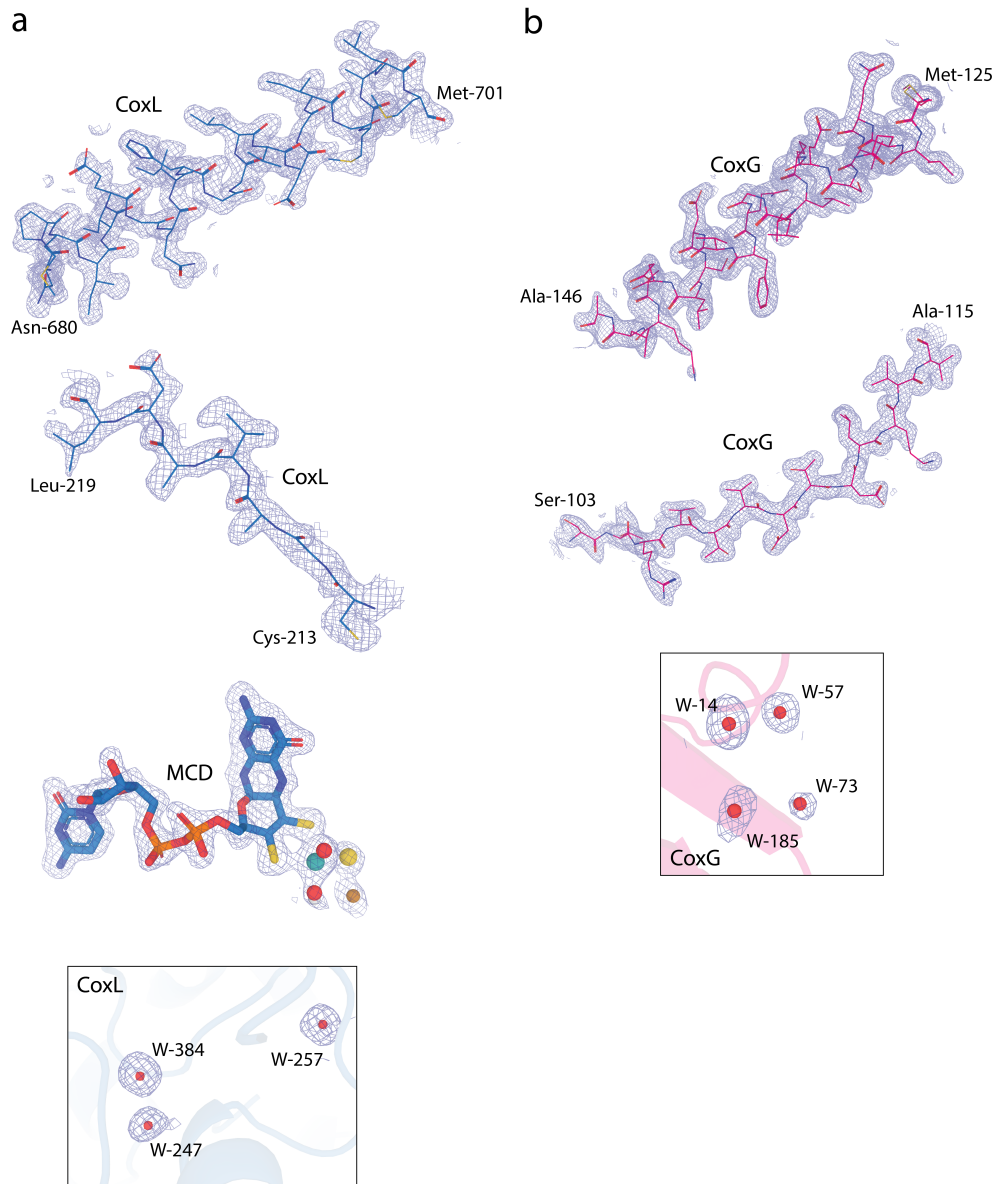 a
CoxL
Met-701
Asn-680
Leu-219
CoxL
Cys-213
MCD
CoxL
W-384
W-257
W-247
b
Met-125
CoxG
Ala-146
Ala-115
CoxG
Ser-103
W-14
W-57
W-73
W-185
CoxG